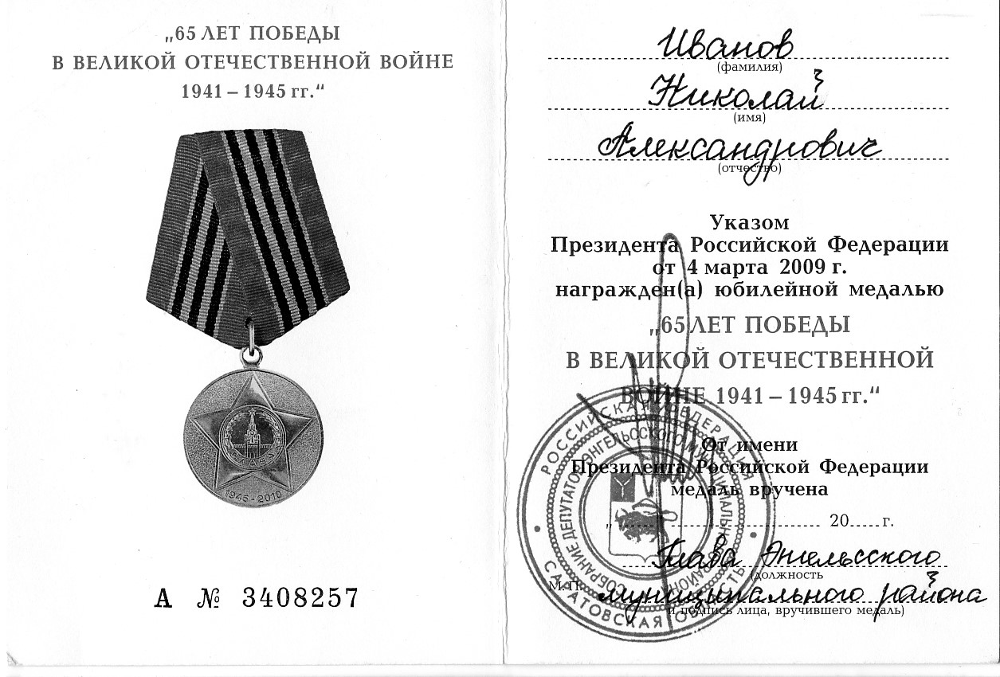 „65 ЛЕТ ПОБЕДЫ
В ВЕЛИКОЙ ОТЕЧЕСТВЕННОЙ ВОЙНЕ
1941 – 1945 гг.“
1945-2010
А № 3408257
Иванов
(фамилия)
Николай
(имя)
Александрович
(отчество)
Указом
Президента Российской Федерации
от 4 марта 2009 г.
награжден(а) юбилейной медалью
„65 ЛЕТ ПОБЕДЫ
В ВЕЛИКОЙ ОТЕЧЕСТВЕННОЙ
ВОЙНЕ 1941 – 1945 гг.“
От имени
Президента Российской Федерации
медаль вручена
„ 20 г.
Глава Энгельсского
(должность
М.П.
муниципального района
и подпись лица, вручившего медаль)
РОССИЙСКАЯ ФЕДЕРАЦИЯ
САРАТОВСКАЯ ОБЛАСТЬ
СОБРАНИЕ ДЕПУТАТОВ ЭНГЕЛЬССКОГО МУНИЦИПАЛЬНОГО РАЙОНА